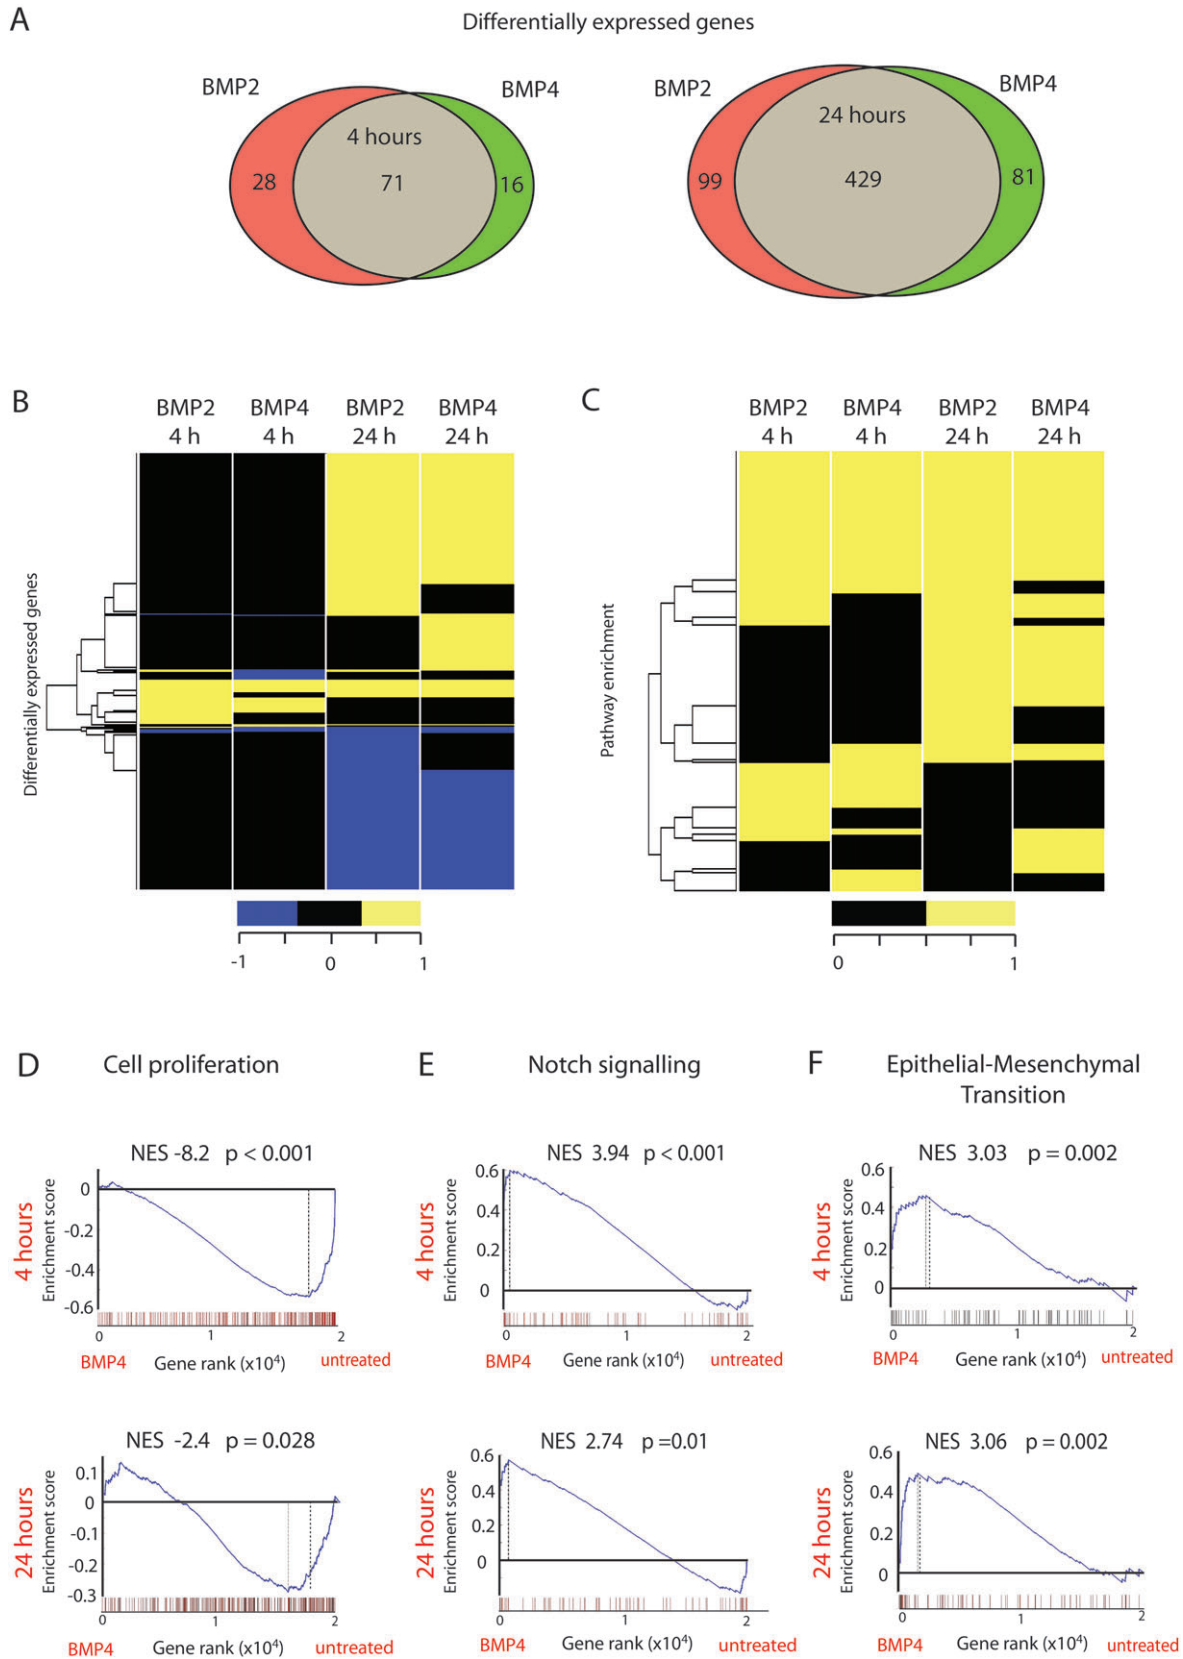 A
Differentially expressed genes
BMP2
BMP4
4 hours
28
71
16
BMP2
BMP4
24 hours
99
429
81
B
BMP2 BMP4 BMP2 BMP4
4 h 4 h 24 h 24 h
Differentially expressed genes
-1 0 1
C
BMP2 BMP4 BMP2 BMP4
4 h 4 h 24 h 24 h
Pathway enrichment
0 1
D
Cell proliferation
NES -8.2 p < 0.001
4 hours
Enrichment score
0
-0.2
-0.4
-0.6
0 1 2
BMP4 Gene rank (x10⁴) untreated
NES -2.4 p = 0.028
24 hours
Enrichment score
0.1
0
-0.1
-0.2
-0.3
0 1 2
BMP4 Gene rank (x10⁴) untreated
E
Notch signalling
NES 3.94 p < 0.001
4 hours
Enrichment score
0.6
0.4
0.2
0
0 1 2
BMP4 Gene rank (x10⁴) untreated
NES 2.74 p =0.01
24 hours
Enrichment score
0.6
0.4
0.2
0
0 1 2
BMP4 Gene rank (x10⁴) untreated
F
Epithelial-Mesenchymal
Transition
NES 3.03 p = 0.002
4 hours
Enrichment score
0.6
0.4
0.2
0
0 1 2
BMP4 Gene rank (x10⁴) untreated
NES 3.06 p = 0.002
24 hours
Enrichment score
0.6
0.4
0.2
0
0 1 2
BMP4 Gene rank (x10⁴) untreated